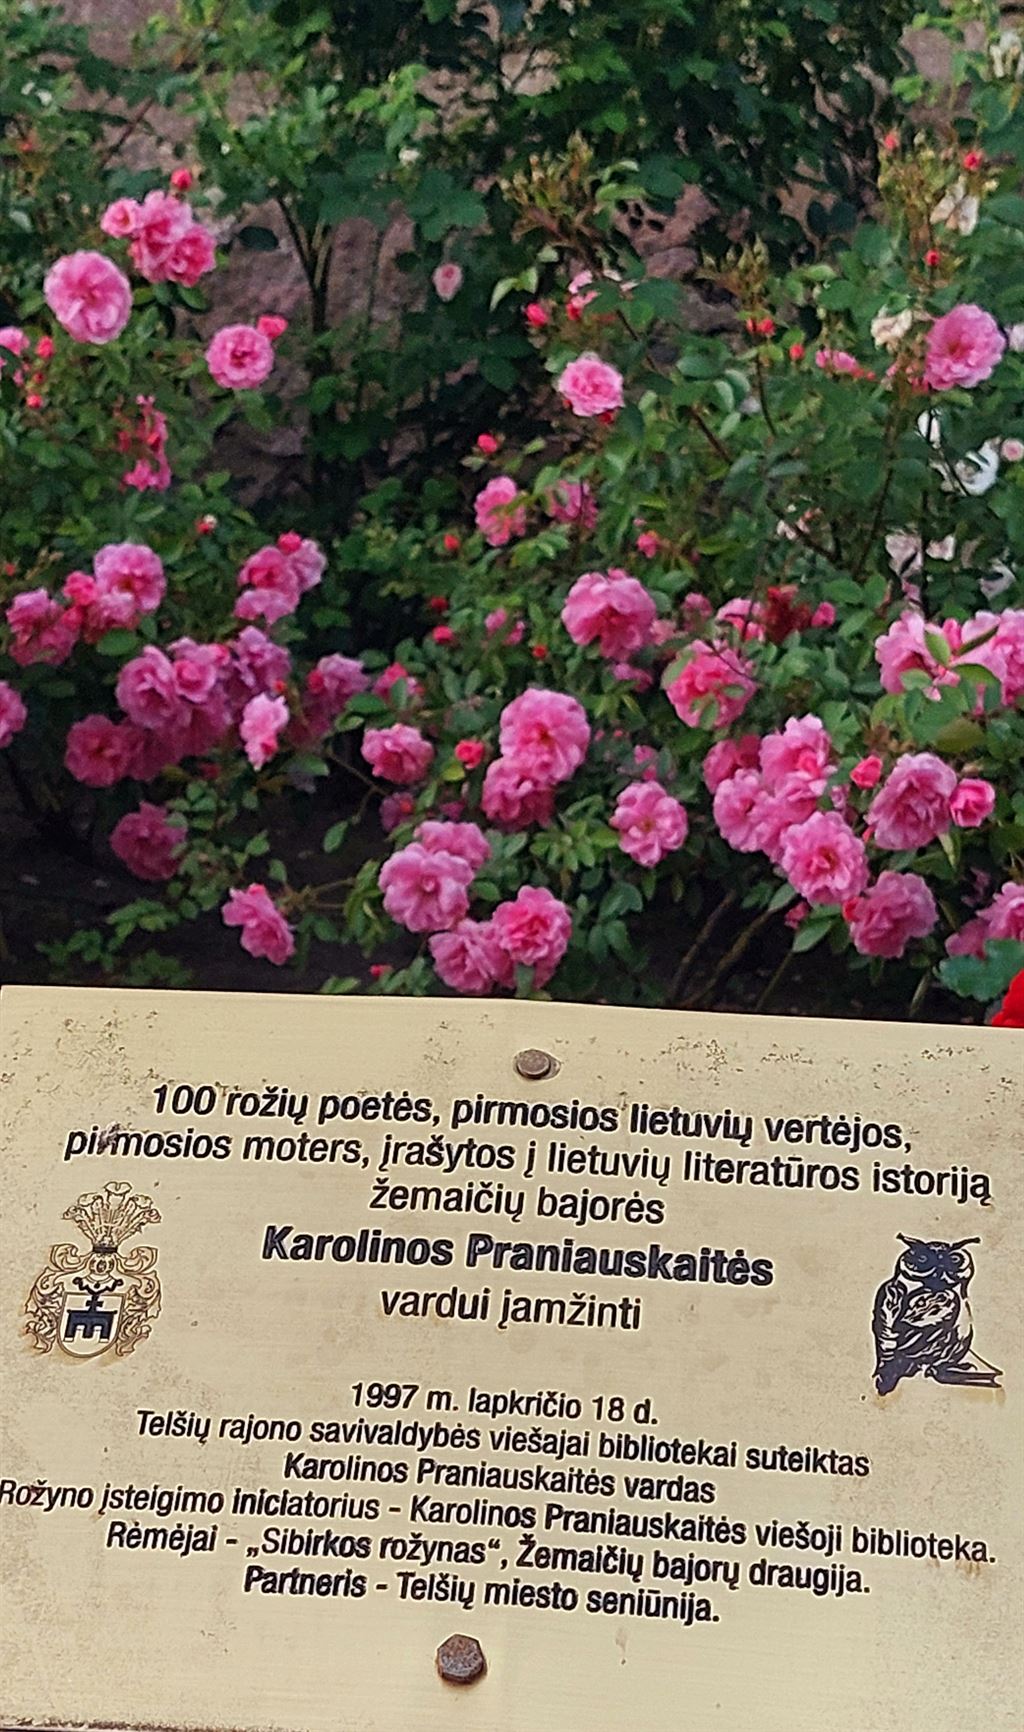 100 rožių poetės, pirmosios lietuvių vertėjos,
pirmosios moters, įrašytos į lietuvių literatūros istoriją
žemaičių bajorės
Karolinos Praniauskaitės
vardui įamžinti
1997 m. lapkričio 18 d.
Telšių rajono savivaldybės viešajai bibliotekai suteiktas
Karolinos Praniauskaitės vardas
Rožyno įsteigimo iniciatorius - Karolinos Praniauskaitės viešoji biblioteka.
Rėmėjai - „Sibirkos rožynas“, Žemaičių bajorų draugija.
Partneris - Telšių miesto seniūnija.